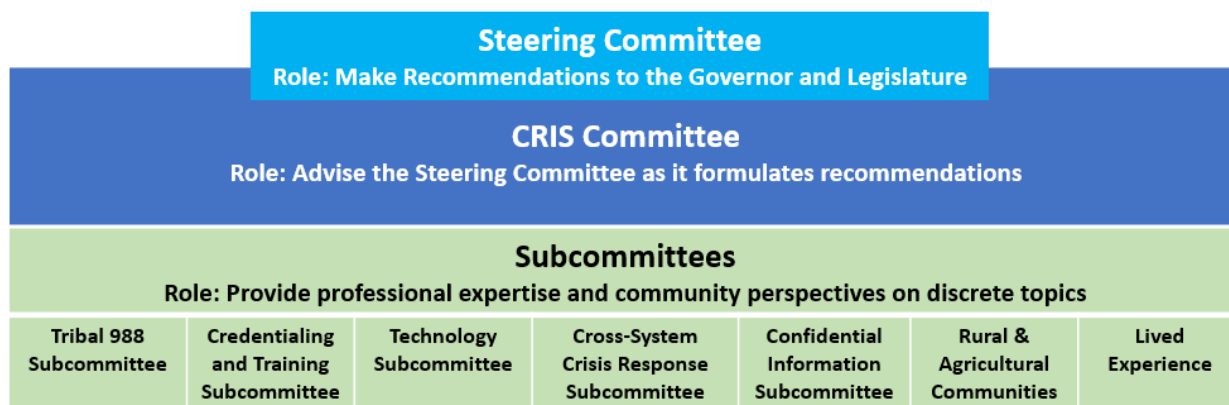 Steering Committee
Role: Make Recommendations to the Governor and Legislature
CRIS Committee
Role: Advise the Steering Committee as it formulates recommendations
Subcommittees
Role: Provide professional expertise and community perspectives on discrete topics
Tribal 988
Subcommittee
Credentialing
and Training
Subcommittee
Technology
Subcommittee
Cross-System
Crisis Response
Subcommittee
Confidential
Information
Subcommittee
Rural &
Agricultural
Communities
Lived
Experience